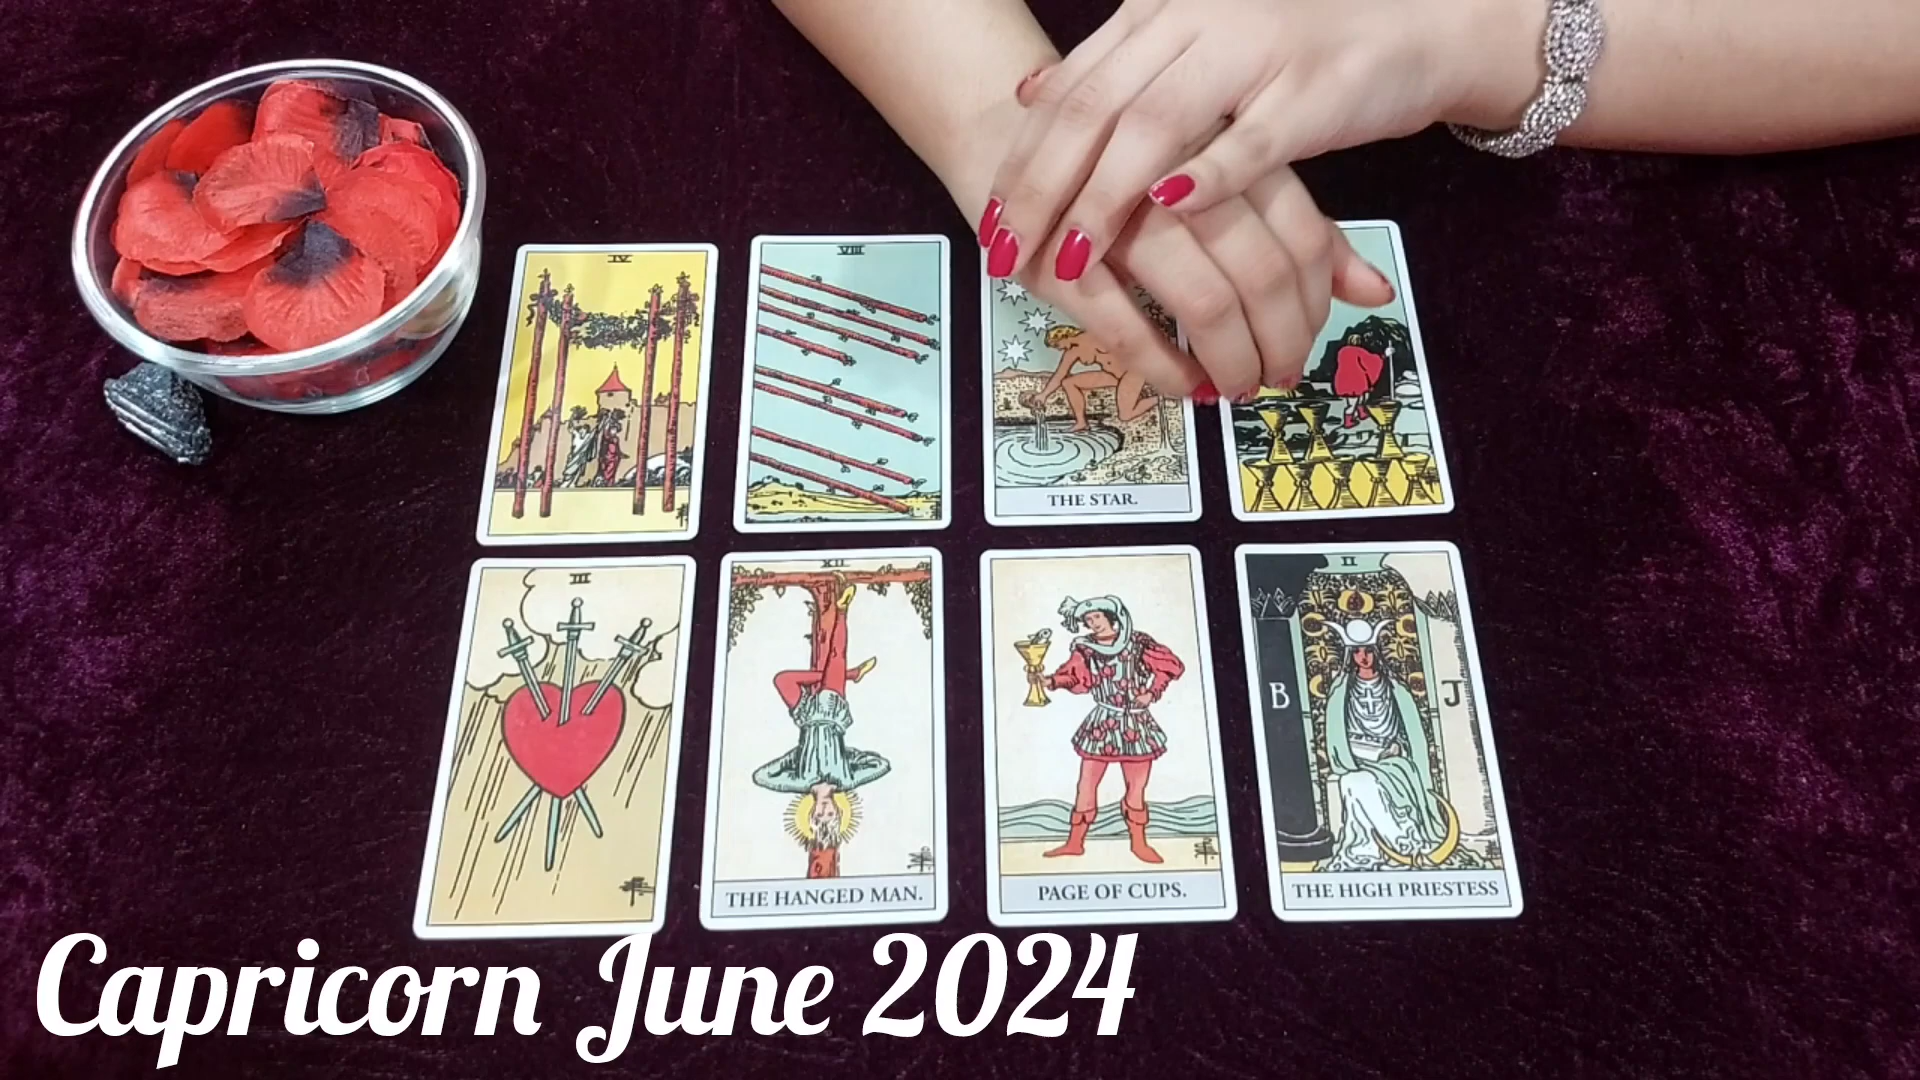 IV
VIII
THE STAR.
III
XII
II
B
J
THE HANGED MAN.
PAGE OF CUPS.
THE HIGH PRIESTESS
Capricorn June 2024